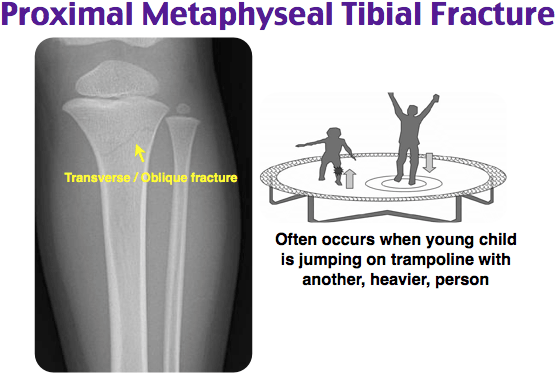 Proximal Metaphyseal Tibial Fracture
Transverse / Oblique fracture
Often occurs when young child
is jumping on trampoline with
another, heavier, person